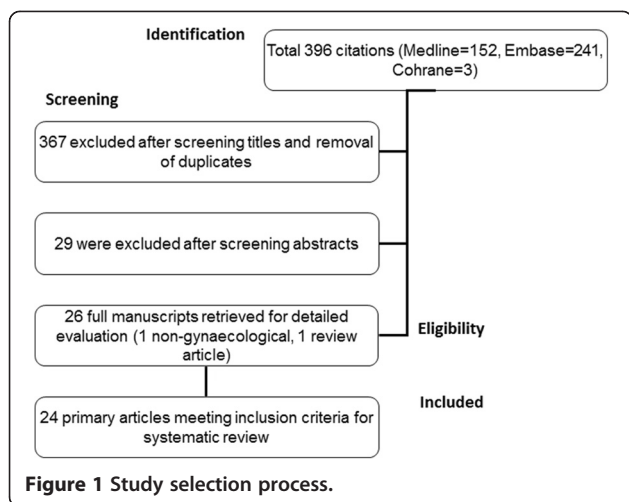 Identification
Total 396 citations (Medline=152, Embase=241,
Cohrane=3)
Screening
367 excluded after screening titles and removal
of duplicates
29 were excluded after screening abstracts
26 full manuscripts retrieved for detailed
evaluation (1 non-gynaecological, 1 review
article)
Eligibility
Included
24 primary articles meeting inclusion criteria for
systematic review
Figure 1 Study selection process.